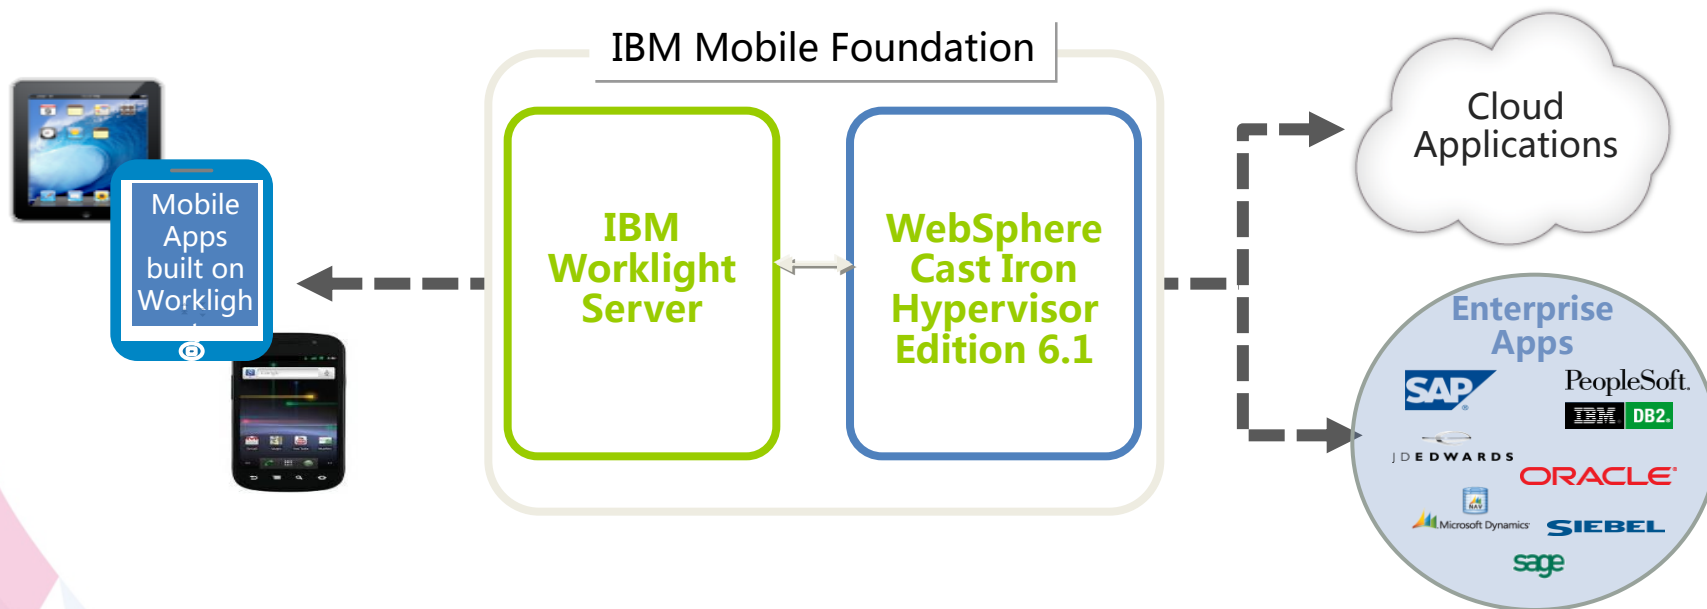 IBM Mobile Foundation
Mobile
Apps
built on
Workligh
IBM
Worklight
Server
WebSphere
Cast Iron
Hypervisor
Edition 6.1
Cloud
Applications
Enterprise
Apps
SAP
PeopleSoft.
IBM. DB2.
JDEDWARDS
ORACLE
NAV
Microsoft Dynamics
SIEBEL
sage